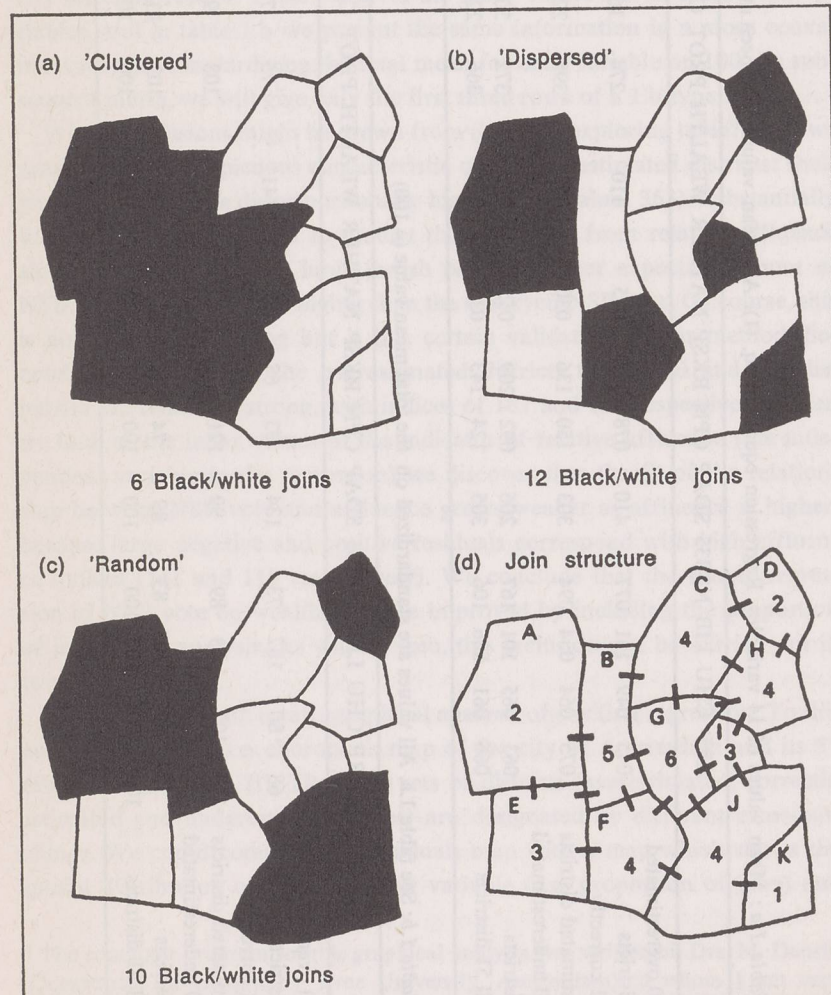 (a) 'Clustered'
6 Black/white joins
(b) 'Dispersed'
12 Black/white joins
(c) 'Random'
10 Black/white joins
(d) Join structure
C D
A 2
4 H
B
2 G 4
I
5 6 3
E J
F
3 K
4 4
1